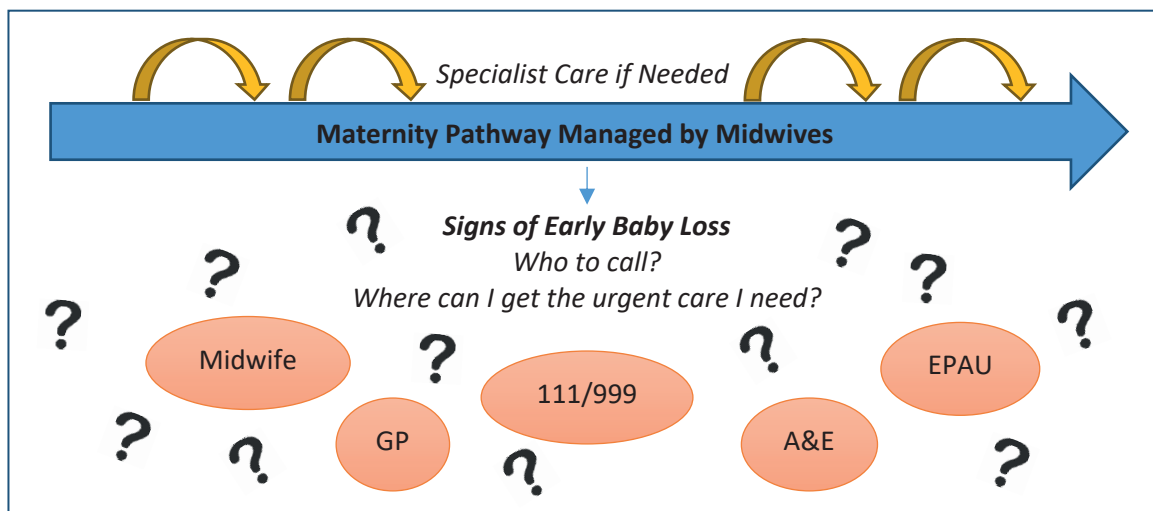 Specialist Care if Needed
Maternity Pathway Managed by Midwives
Signs of Early Baby Loss
Who to call?
Where can I get the urgent care I need?
? ? ? ? ? ? ? ? ? ? ? ? ?
Midwife
GP
111/999
A&E
EPAU